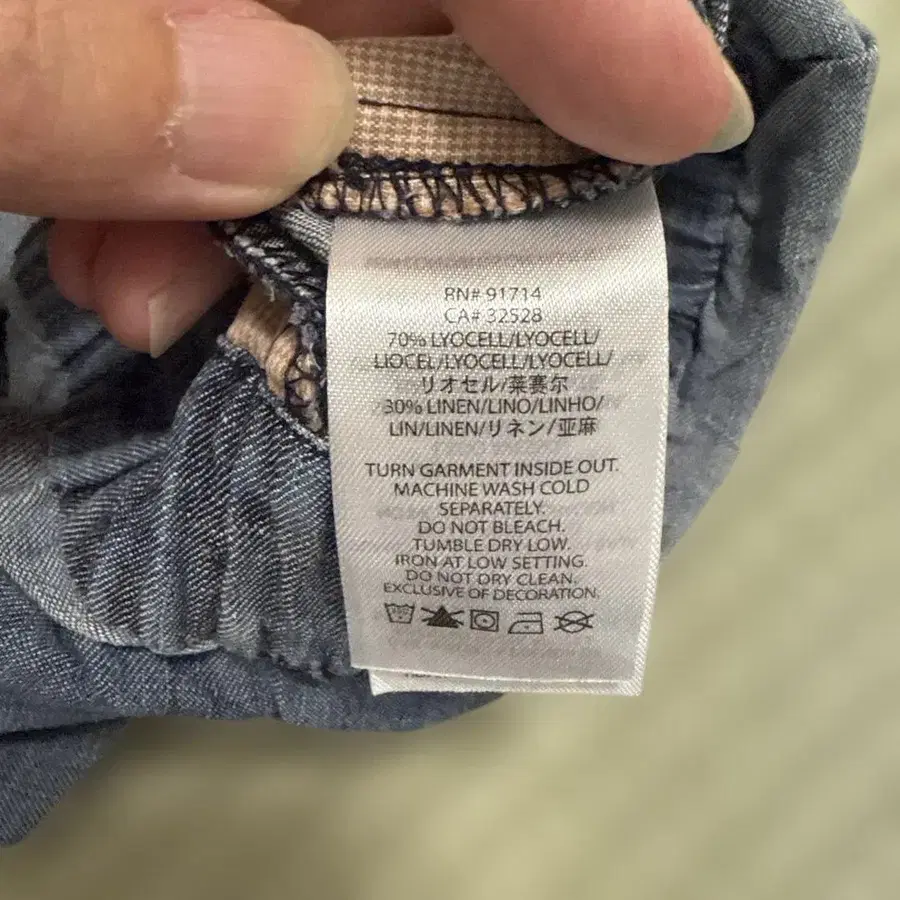 RN# 91714
CA# 32528
70% LYOCELL/LYOCELL/
LIOCEL/LYOCELL/LYOCELL/
リオセル/莱赛尔
30% LINEN/LINO/LINHO/
LIN/LINEN/リネン/亚麻
TURN GARMENT INSIDE OUT.
MACHINE WASH COLD
SEPARATELY.
DO NOT BLEACH.
TUMBLE DRY LOW.
IRON AT LOW SETTING.
DO NOT DRY CLEAN.
EXCLUSIVE OF DECORATION.